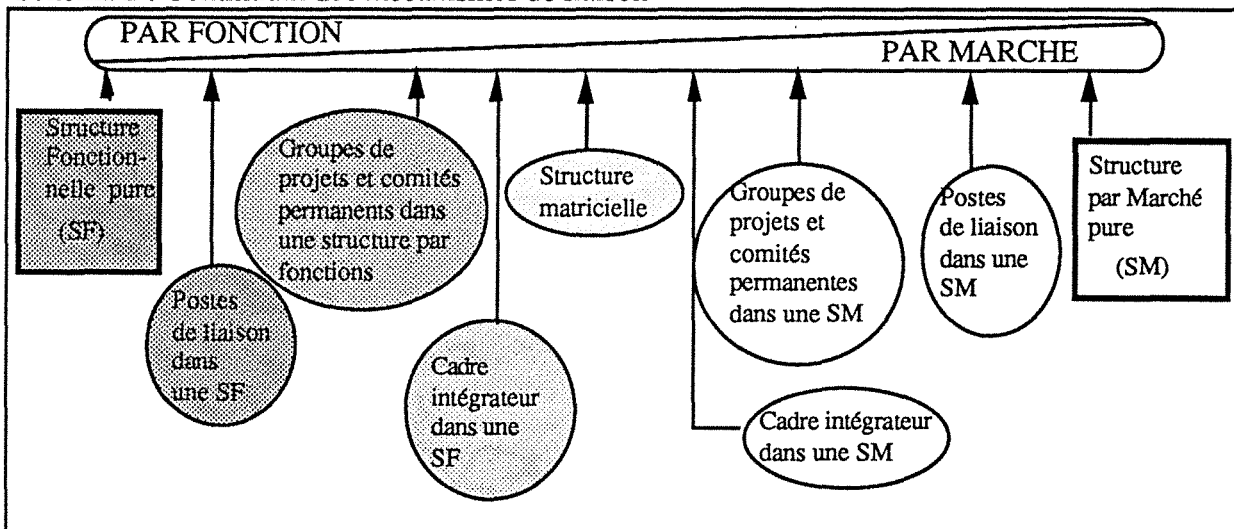 PAR FONCTION
PAR MARCHE
Structure
Fonction-
nelle pure
(SF)
Postes
de liaison
dans
une SF
Groupes de
projets et comités
permanents dans
une structure par
fonctions
Cadre
intégrateur
dans une
SF
Structure
matricielle
Cadre intégrateur
dans une SM
Groupes de
projets et
comités
permanentes
dans une SM
Postes
de liaison
dans une
SM
Structure
par Marché
pure
(SM)